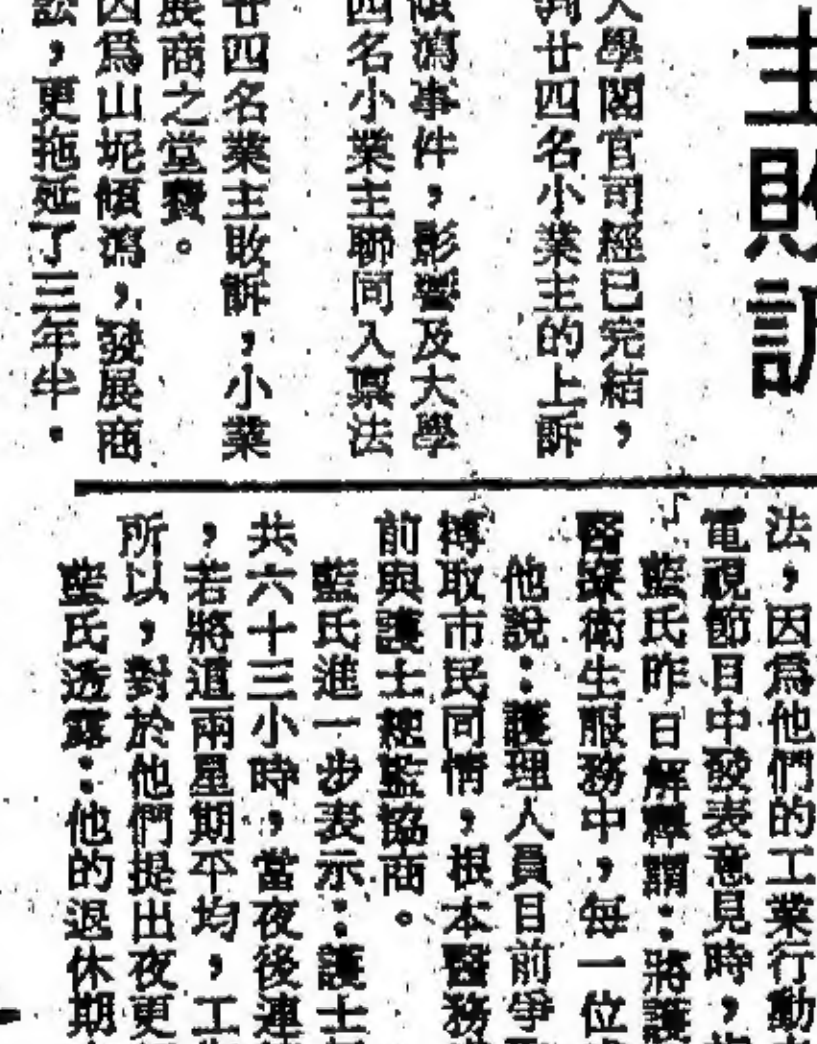 主敗訴
大學閣官司經已完結，
判廿四名小業主的上訴
傾瀉事件，影響及大學
四名小業主聯同入禀法
廿四名業主敗訴，小業
展商之堂費。
因爲山坭傾瀉，發展商
訟，更拖延了三年半。
法，因爲他們的工業行動
電視節目中發表意見時，
藍氏昨日解釋謂：將護
醫療衛生服務中，每一位
他說：護理人員目前爭
搏取市民同情，根本醫務
前與護士總監協商。
藍氏進一步表示：護士
共六十三小時，當夜後連
，若將這兩星期平均，工
所以，對於他們提出夜更
藍氏透露：他的退休期